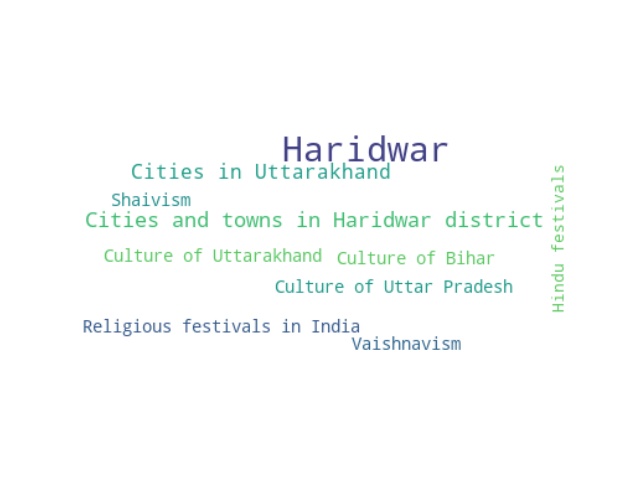 Haridwar
Cities in Uttarakhand
Shaivism
Cities and towns in Haridwar district
Culture of Uttarakhand
Culture of Bihar
Culture of Uttar Pradesh
Religious festivals in India
Vaishnavism
Hindu festivals